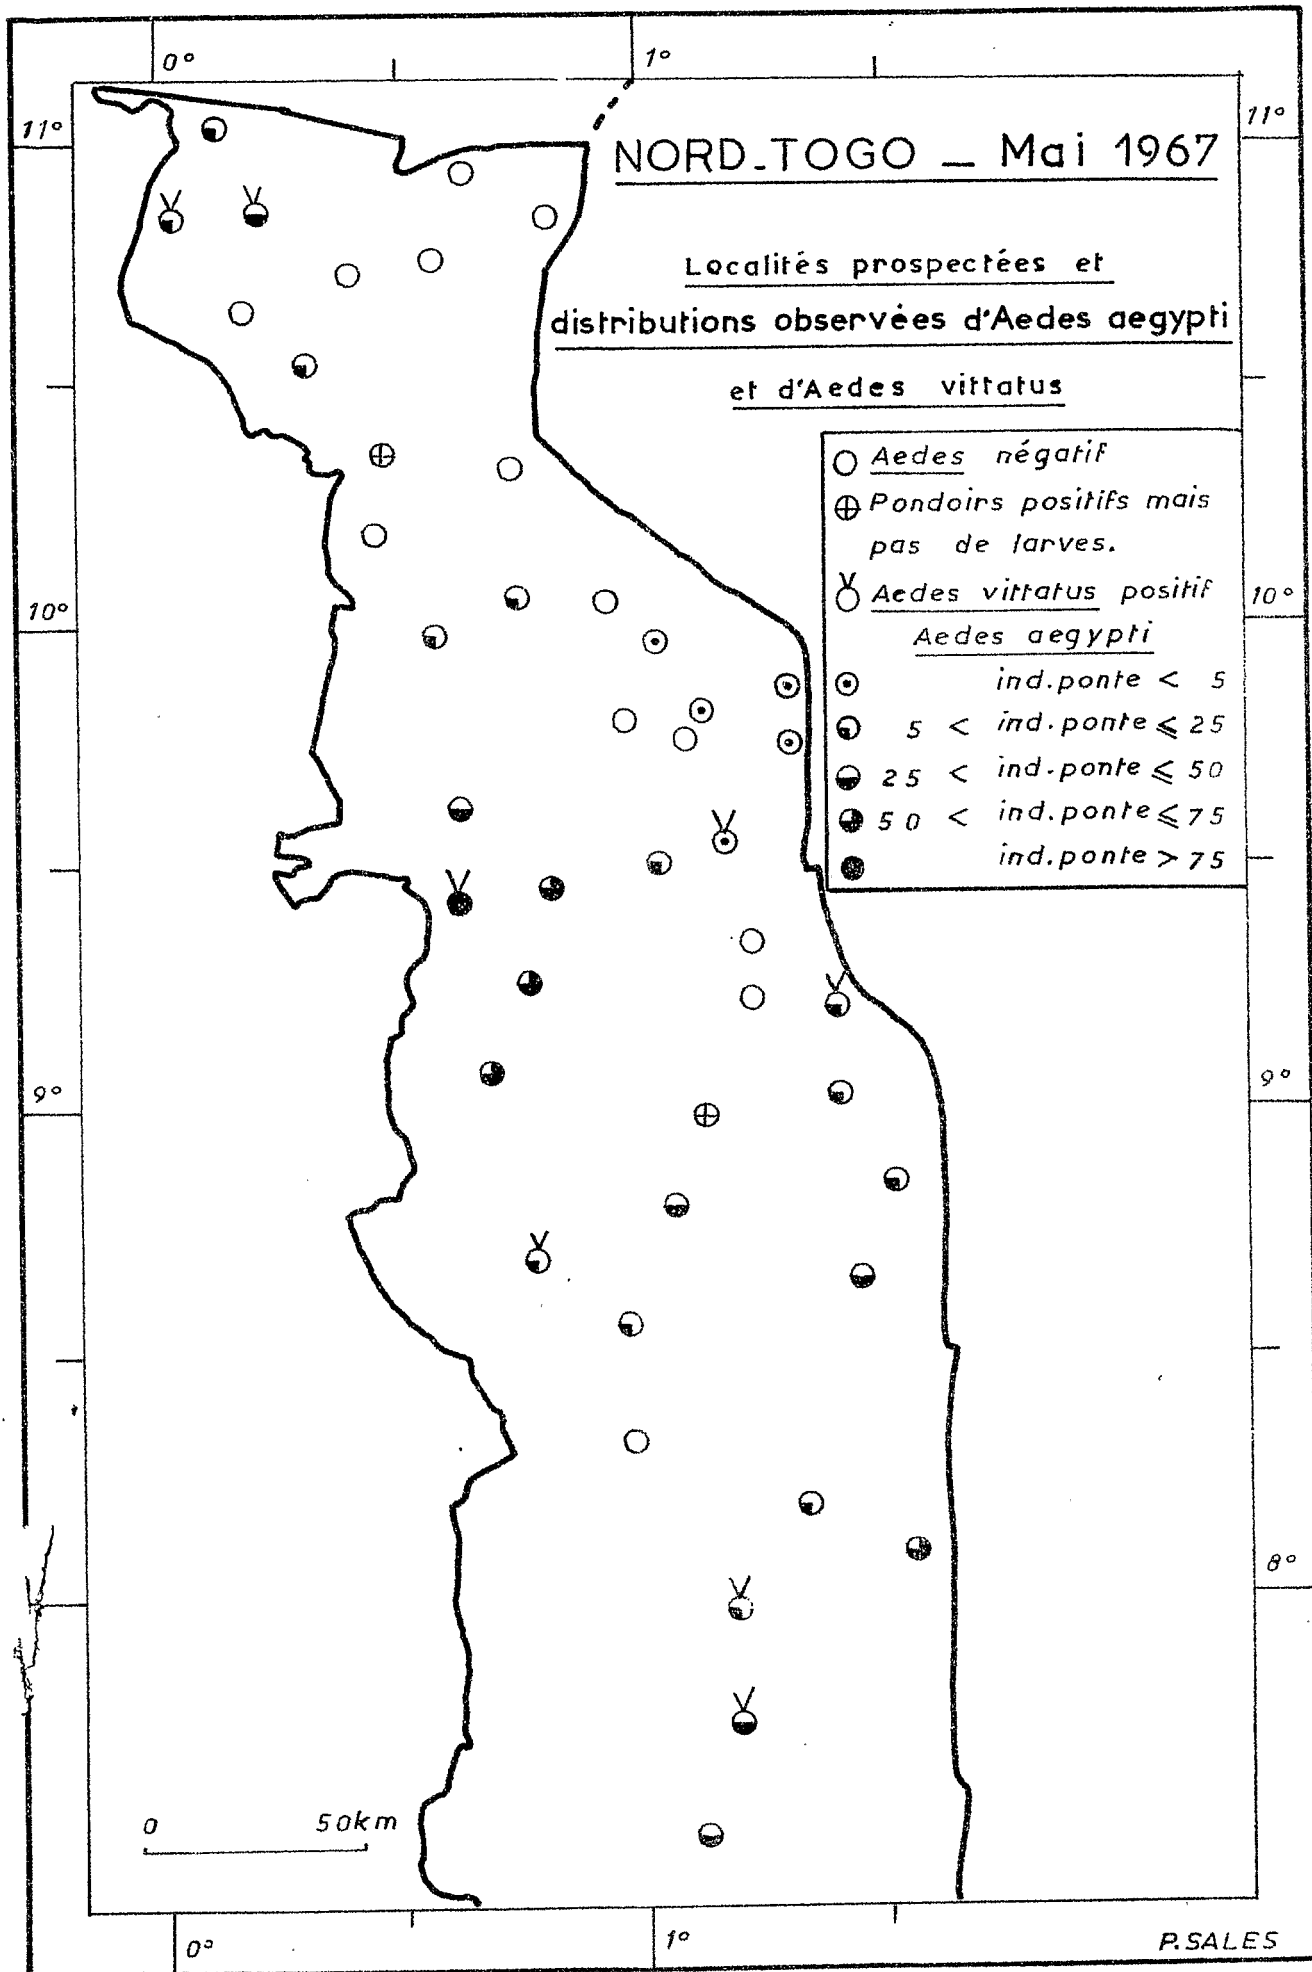 0° 1°
11° 11°
NORD-TOGO — Mai 1967
Localités prospectées et
distributions observées d'Aedes aegypti
et d'Aedes vittatus
Aedes négatif
Pondoirs positifs mais
pas de larves.
Aedes vittatus positif
10° 10°
Aedes aegypti
ind.ponte < 5
5 < ind.ponte ⩽ 25
25 < ind.ponte ⩽ 50
50 < ind.ponte ⩽ 75
ind.ponte > 75
9° 9°
8°
0 50km
0° 1°
P.SALES